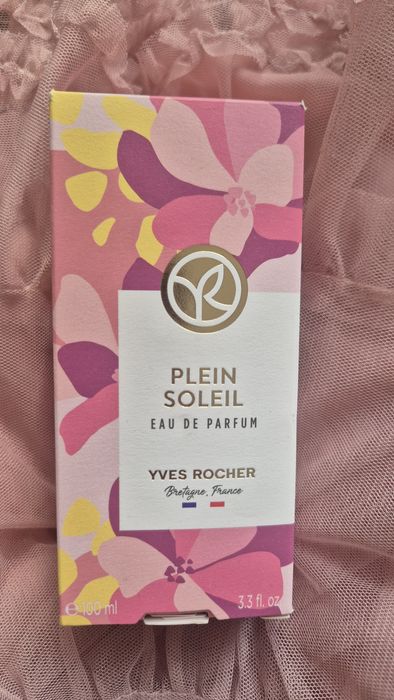 PLEIN
SOLEIL
EAU DE PARFUM
YVES ROCHER
Bretagne, France
℮ 100 ml
3.3 fl. oz